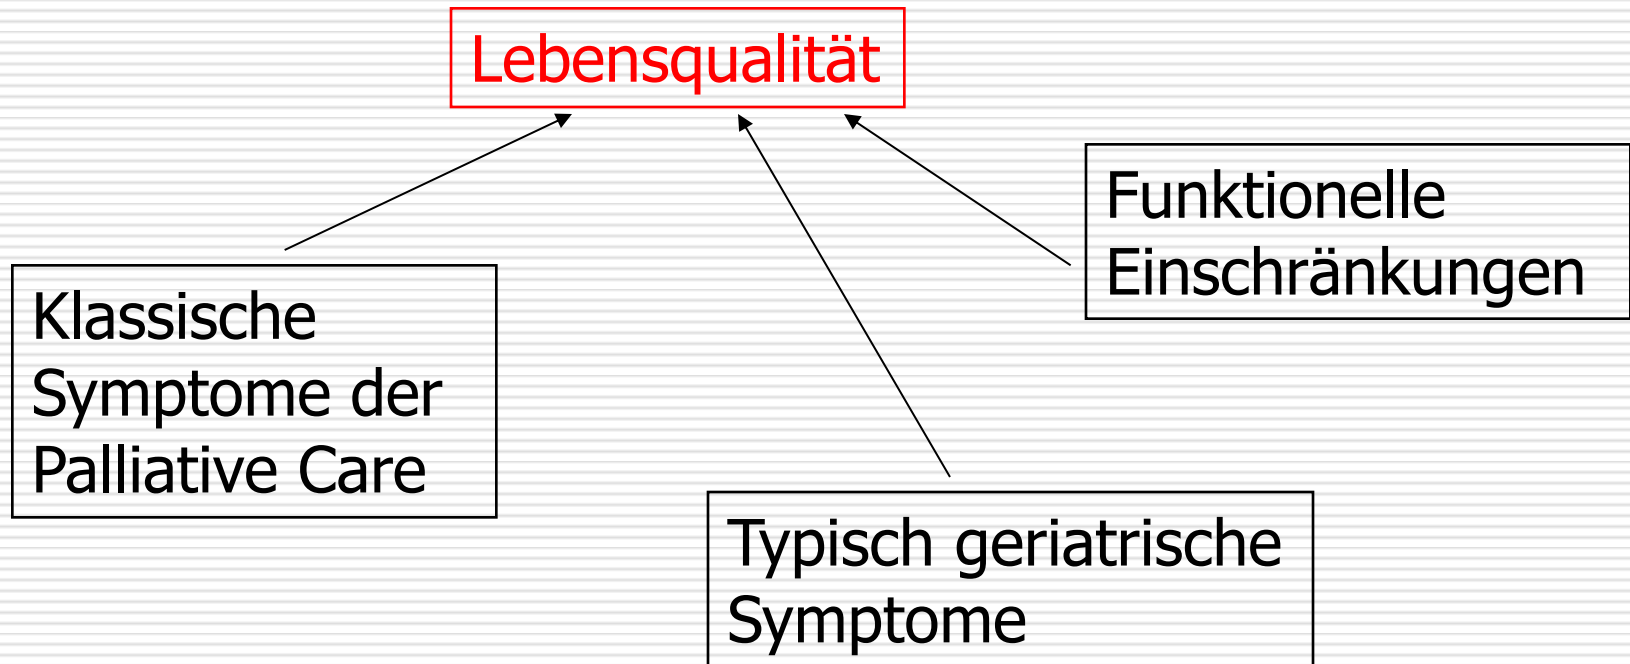 Lebensqualität
Funktionelle
Einschränkungen
Klassische
Symptome der
Palliative Care
Typisch geriatrische
Symptome